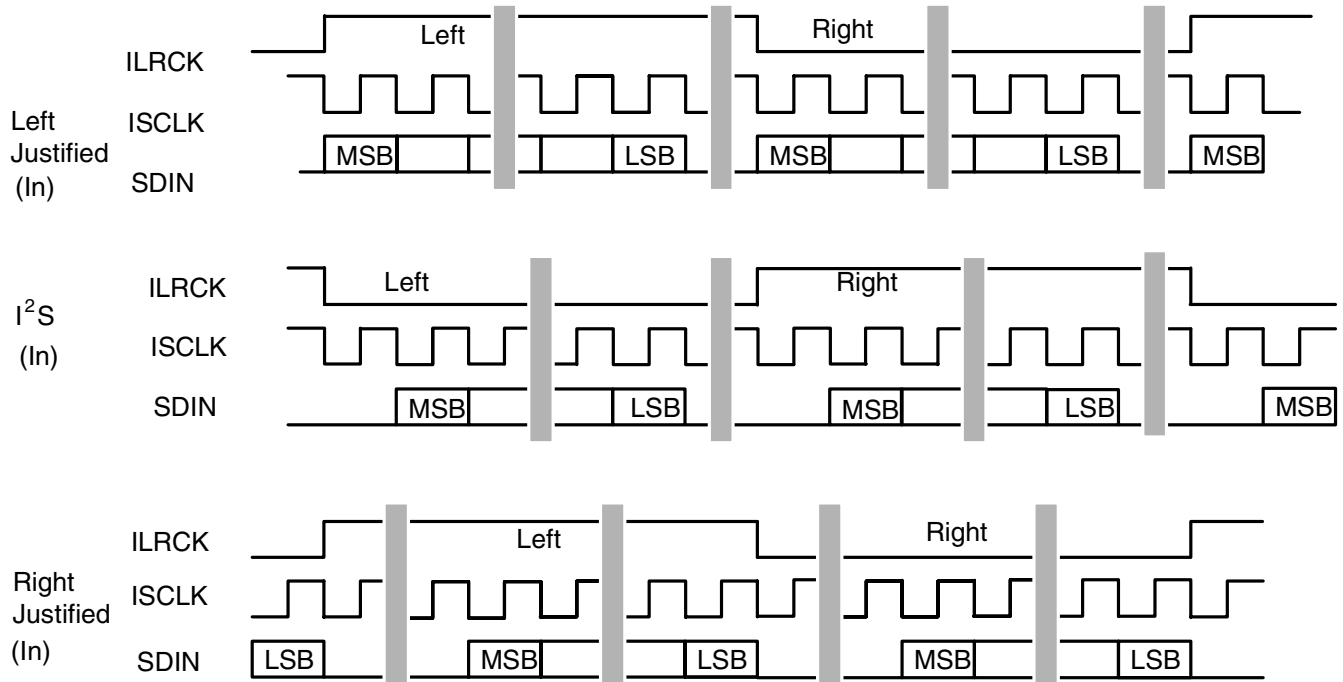 Left Right
ILRCK
ISCLK
Left
Justified
(In)
MSB LSB MSB LSB MSB
SDIN
Left Right
ILRCK
I²S
(In)
ISCLK
MSB LSB MSB LSB MSB
SDIN
ILRCK
Left Right
Right
Justified
(In)
ISCLK
SDIN
LSB MSB LSB MSB LSB